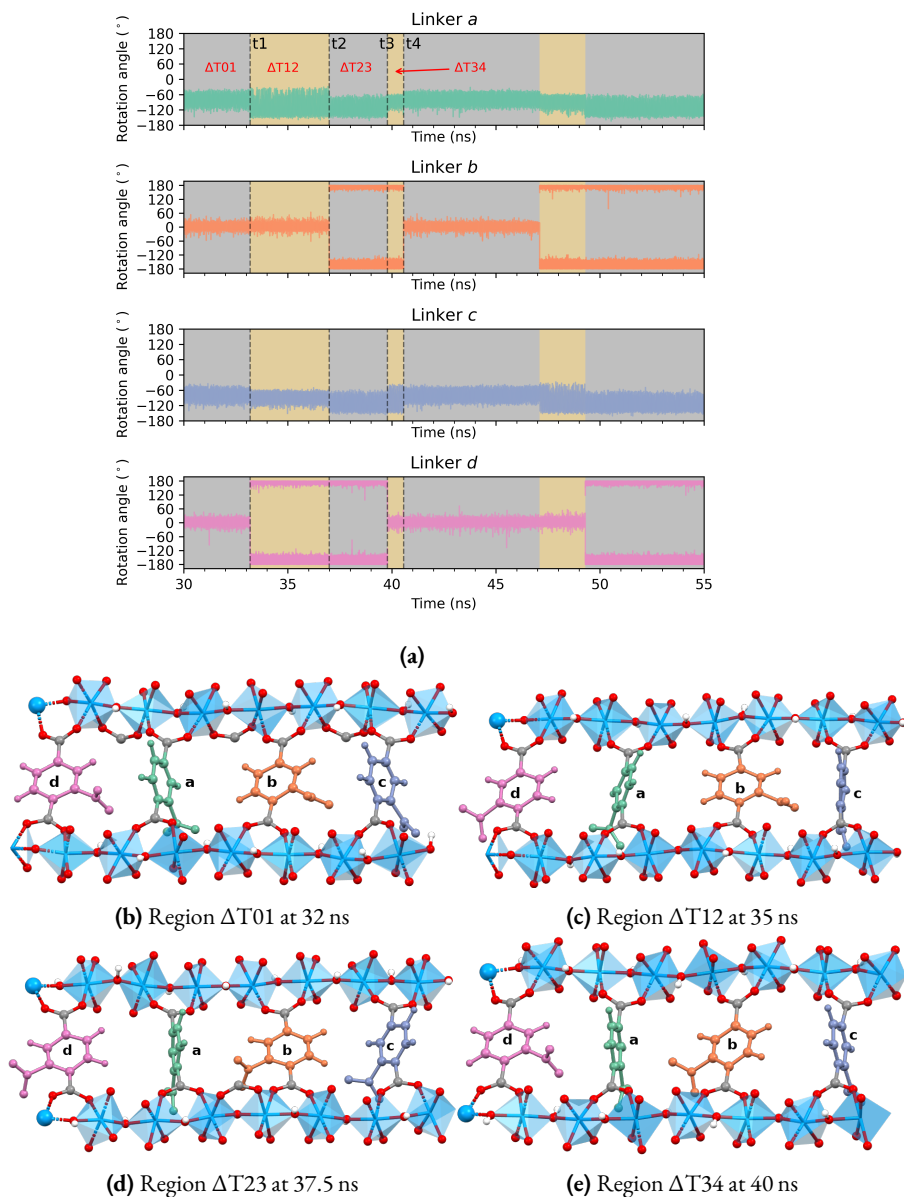 Linker a
Rotation angle (°)
180
120
60
0
−60
−120
−180
t1
t2
t3
t4
ΔT01
ΔT12
ΔT23
ΔT34
Time (ns)
Linker b
Rotation angle (°)
180
120
60
0
−60
−120
−180
Time (ns)
Linker c
Rotation angle (°)
180
120
60
0
−60
−120
−180
Time (ns)
Linker d
Rotation angle (°)
180
120
60
0
−60
−120
−180
30 35 40 45 50 55
Time (ns)
(a)
d a b c
(b) Region ΔT01 at 32 ns
d a b c
(c) Region ΔT12 at 35 ns
d a b c
(d) Region ΔT23 at 37.5 ns
d a b c
(e) Region ΔT34 at 40 ns